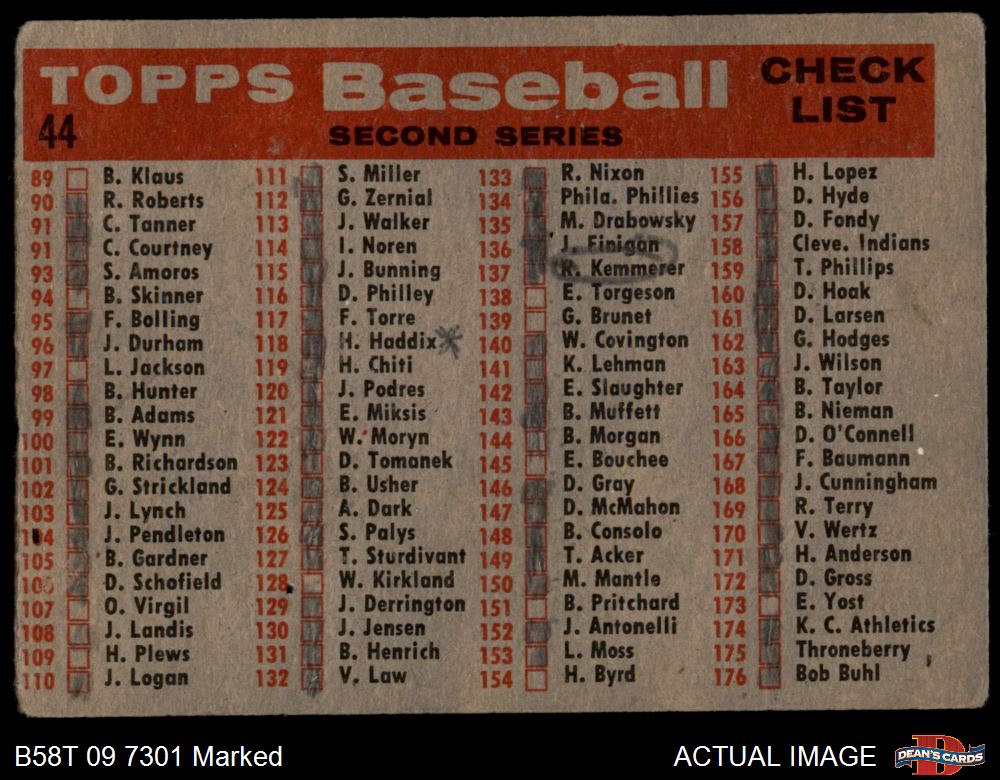 TOPPS Baseball CHECK LIST
44 SECOND SERIES
89 B. Klaus
90 R. Roberts
91 C. Tanner
91 C. Courtney
93 S. Amoros
94 B. Skinner
95 F. Bolling
96 J. Durham
97 L. Jackson
98 B. Hunter
99 B. Adams
100 E. Wynn
101 B. Richardson
102 G. Strickland
103 J. Lynch
104 J. Pendleton
105 B. Gardner
106 D. Schofield
107 O. Virgil
108 J. Landis
109 H. Plews
110 J. Logan
111 S. Miller
112 G. Zernial
113 J. Walker
114 I. Noren
115 J. Bunning
116 D. Philley
117 F. Torre
118 H. Haddix
119 H. Chiti
120 J. Podres
121 E. Miksis
122 W. Moryn
123 D. Tomanek
124 B. Usher
125 A. Dark
126 S. Palys
127 T. Sturdivant
128 W. Kirkland
129 J. Derrington
130 J. Jensen
131 B. Henrich
132 V. Law
133 R. Nixon
134 Phila. Phillies
135 M. Drabowsky
136 J. Finigan
137 R. Kemmerer
138 E. Torgeson
139 G. Brunet
140 W. Covington
141 K. Lehman
142 E. Slaughter
143 B. Muffett
144 B. Morgan
145 E. Bouchee
146 D. Gray
147 D. McMahon
148 B. Consolo
149 T. Acker
150 M. Mantle
151 B. Pritchard
152 J. Antonelli
153 L. Moss
154 H. Byrd
155 H. Lopez
156 D. Hyde
157 D. Fondy
158 Cleve. Indians
159 T. Phillips
160 D. Hoak
161 D. Larsen
162 G. Hodges
163 J. Wilson
164 B. Taylor
165 B. Nieman
166 D. O'Connell
167 F. Baumann
168 J. Cunningham
169 R. Terry
170 V. Wertz
171 H. Anderson
172 D. Gross
173 E. Yost
174 K. C. Athletics
175 Throneberry
176 Bob Buhl
B58T 09 7301 Marked
ACTUAL IMAGE
DEAN'S CARDS